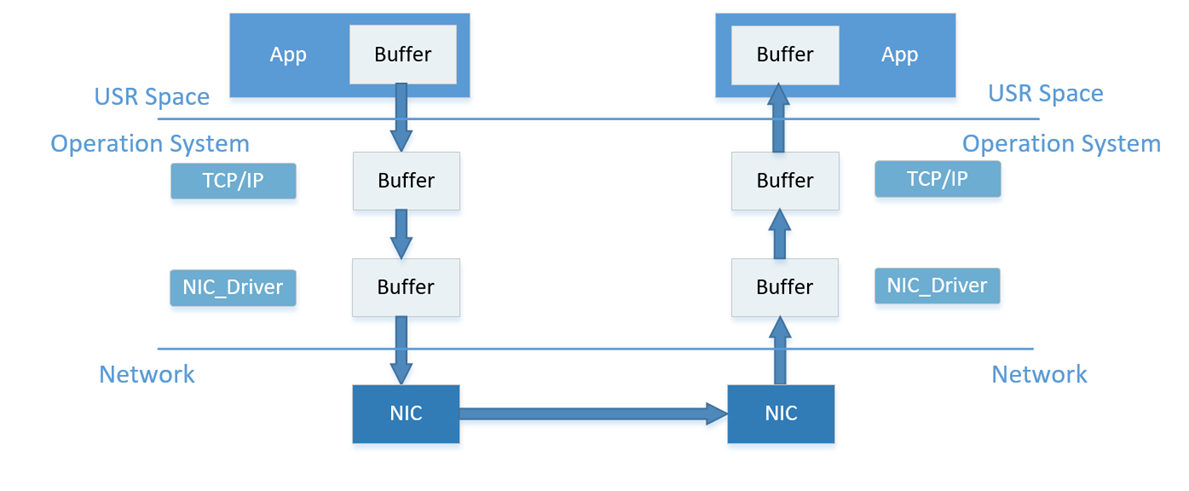 App
Buffer
Buffer
App
USR Space
USR Space
Operation System
Operation System
TCP/IP
Buffer
Buffer
TCP/IP
NIC_Driver
Buffer
Buffer
NIC_Driver
Network
Network
NIC
NIC